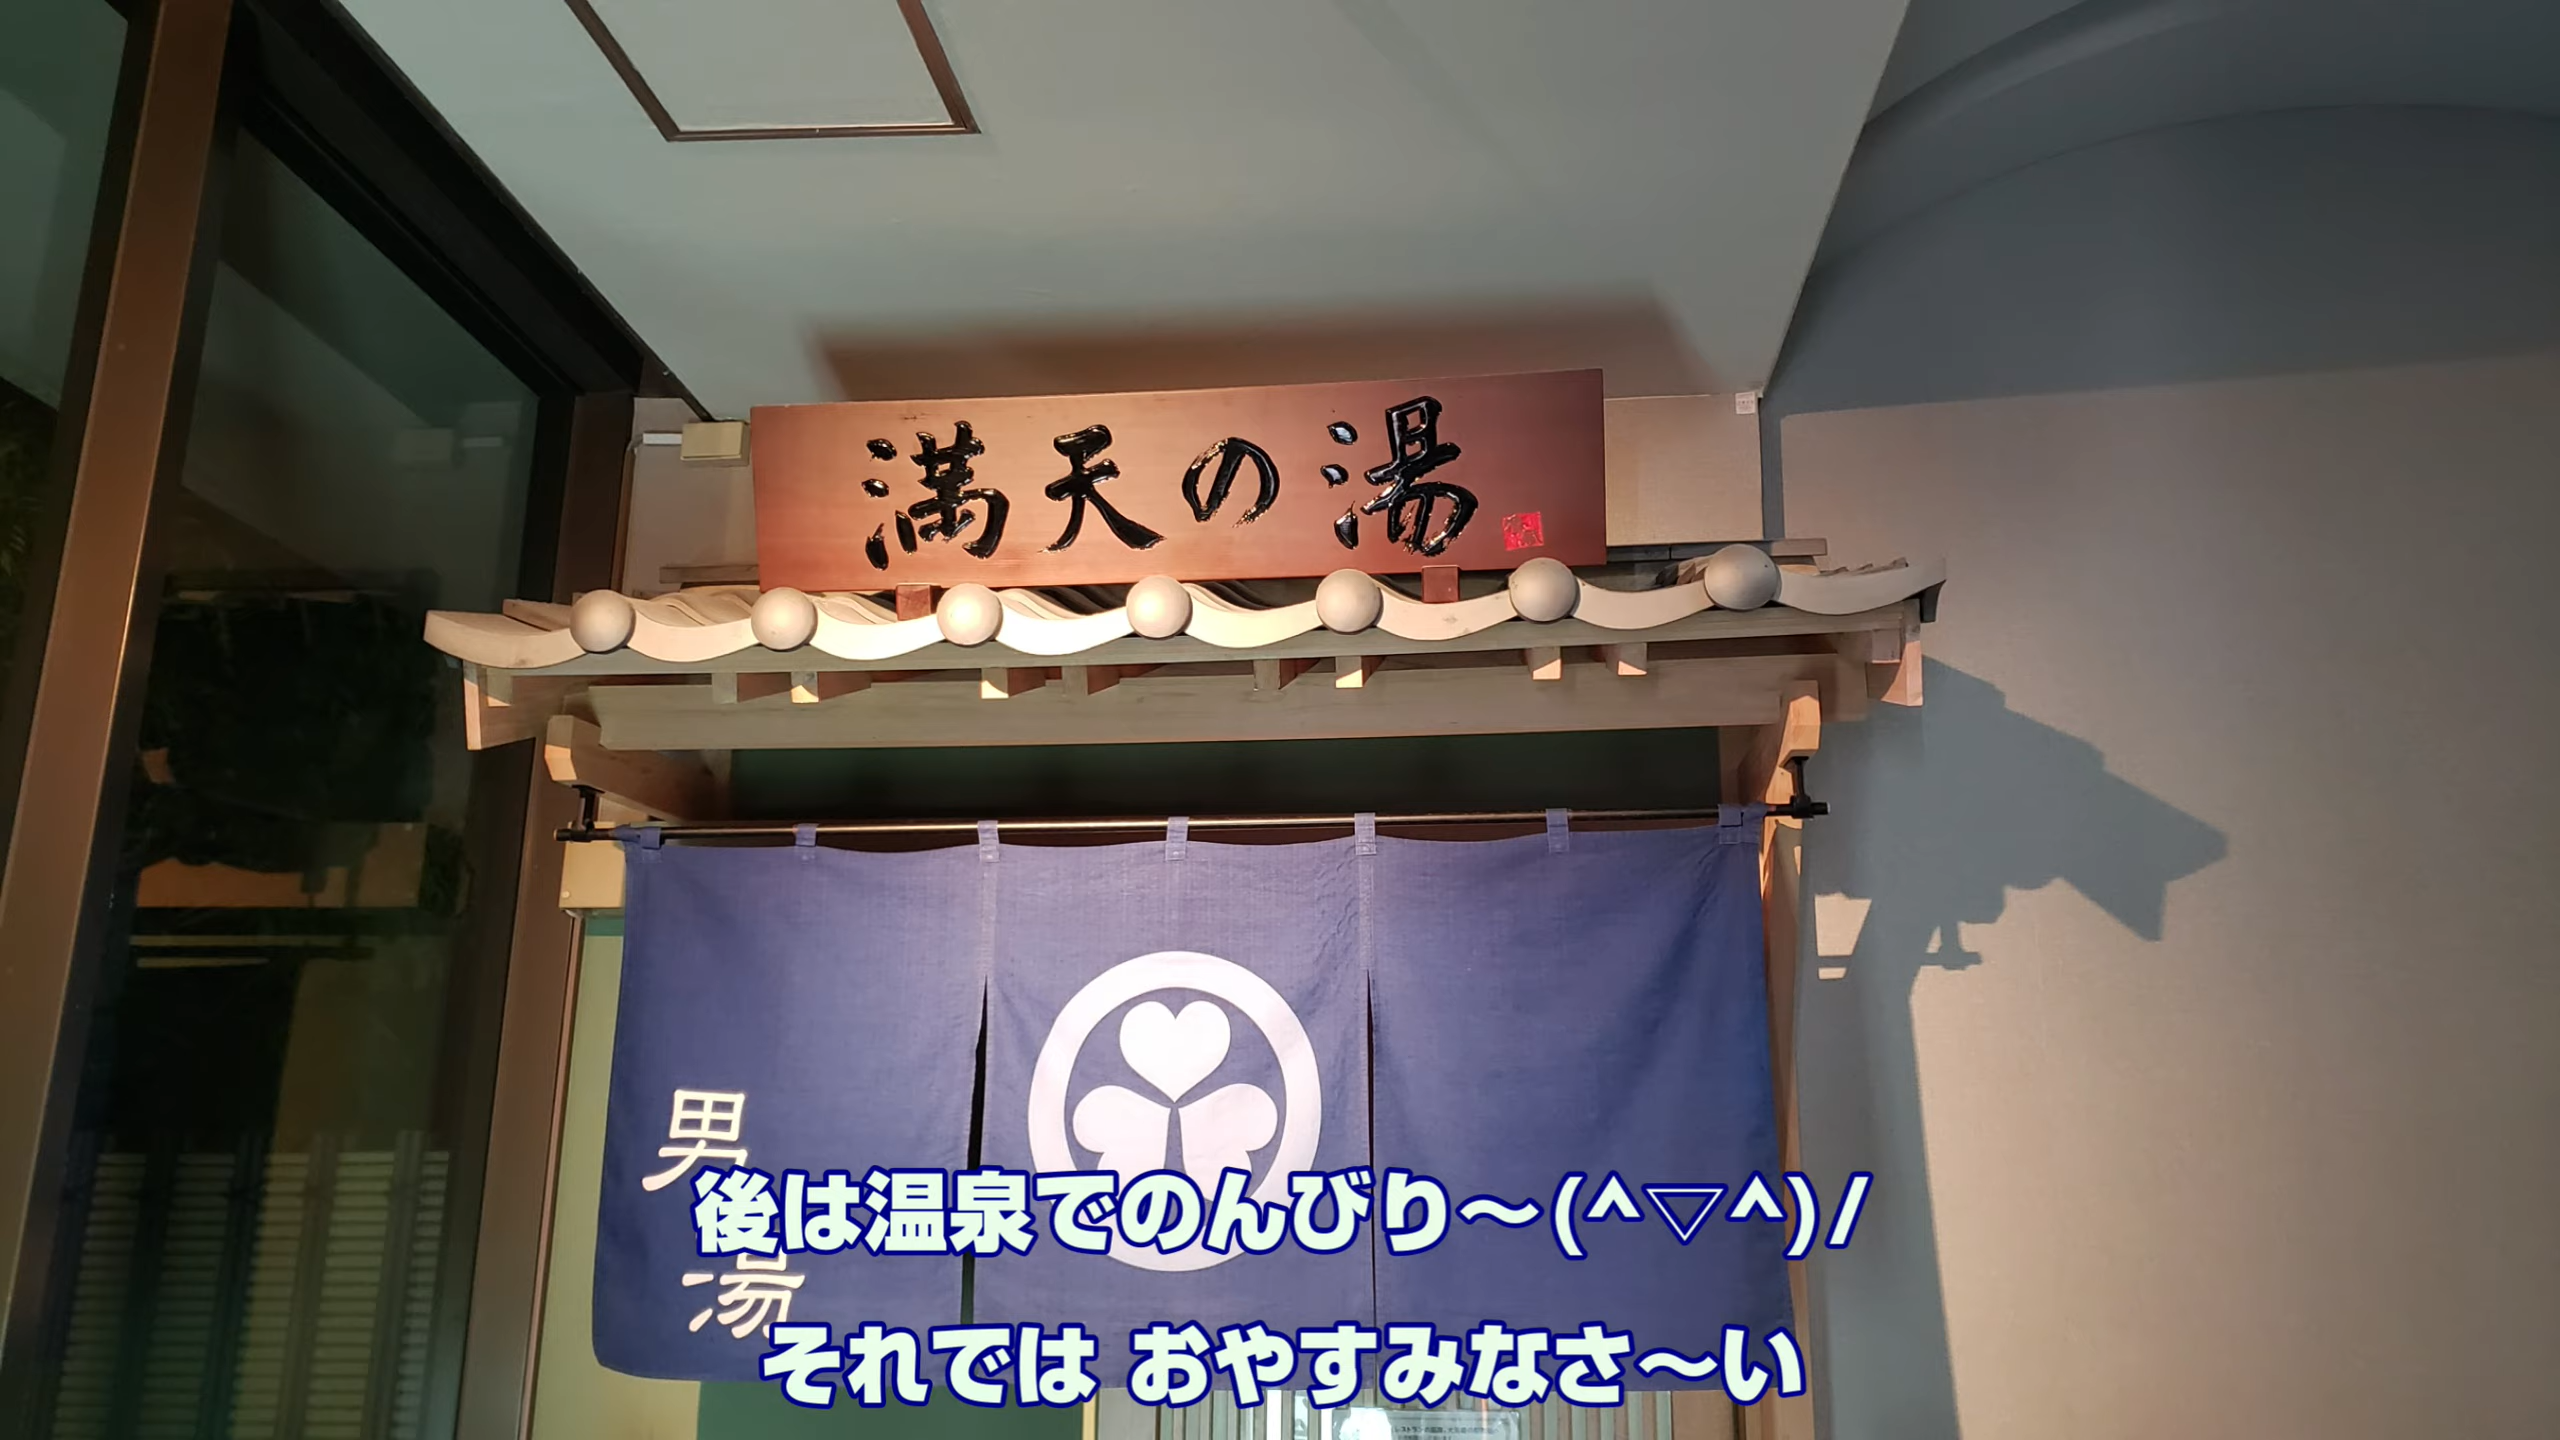 満天の湯
男湯
後は温泉でのんびり～(^▽^)/
それでは おやすみなさ～い